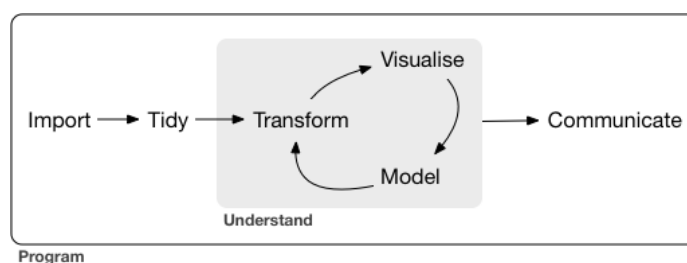 Visualise
Import Tidy Transform Communicate
Model
Understand
Program